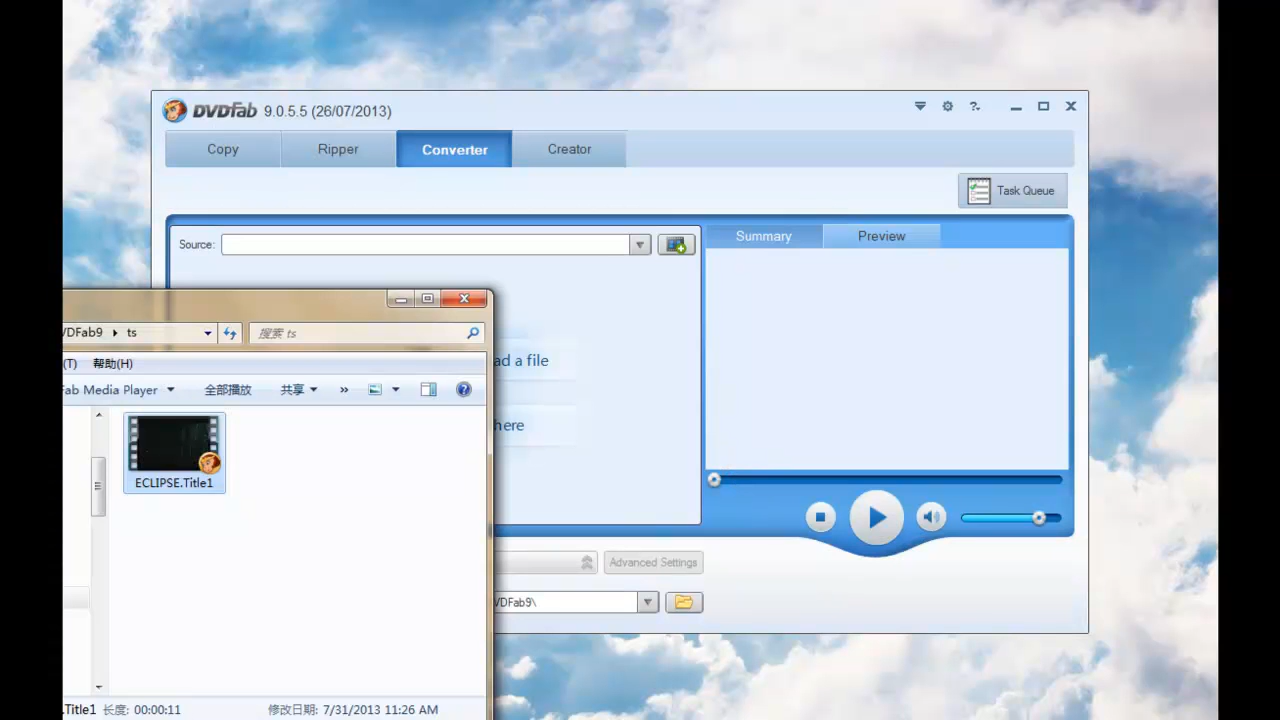 DVDFab 9.0.5.5 (26/07/2013)
Copy Ripper Converter Creator
Task Queue
Source:
Summary Preview
VDFab9 ts 搜索 ts
(T) 帮助(H)
ad a file
Fab Media Player 全部播放 共享 »
here
ECLIPSE.Title1
Advanced Settings
VDFab9\
.Title1 长度: 00:00:11 修改日期: 7/31/2013 11:26 AM